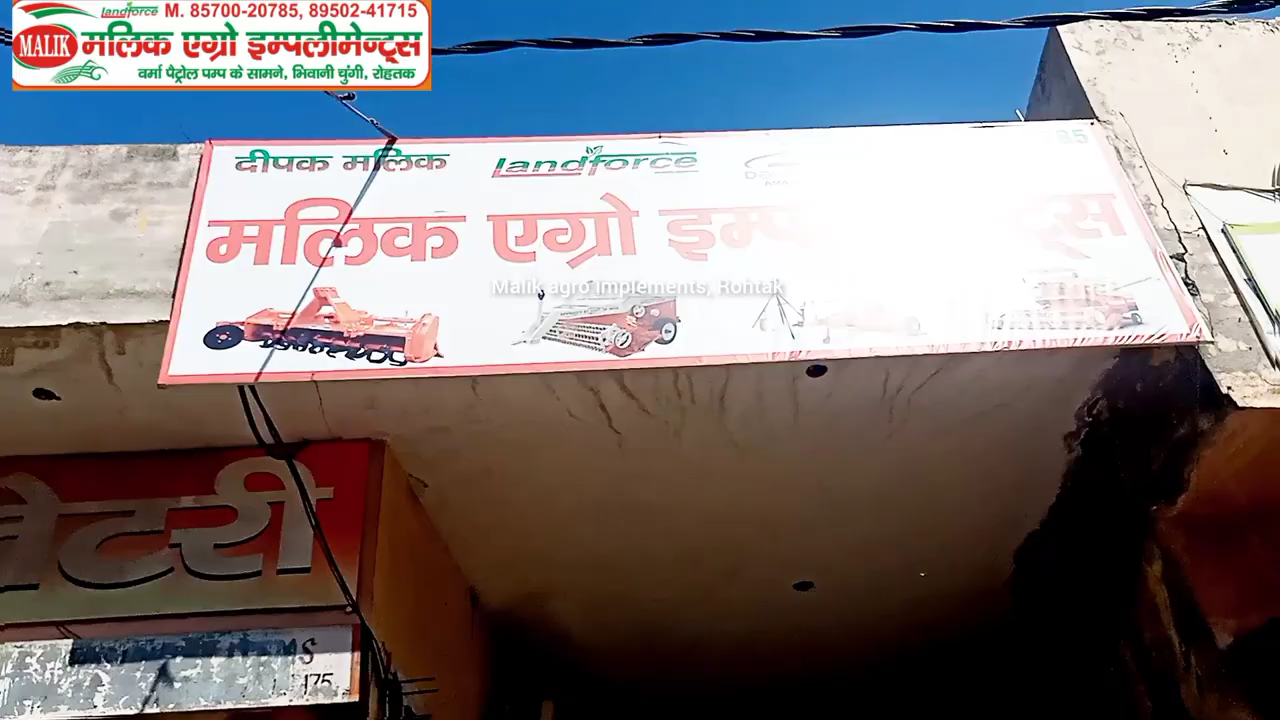 landforce M. 85700-20785, 89502-41715
MALIK मलिक एग्रो इम्पलीमेन्ट्स
वर्मा पैट्रोल पम्प के सामने, भिवानी चुंगी, रोहतक
दीपक मलिक landforce
85
मलिक एग्रो
Malik agro implements, Rohtak
टरी
S
175